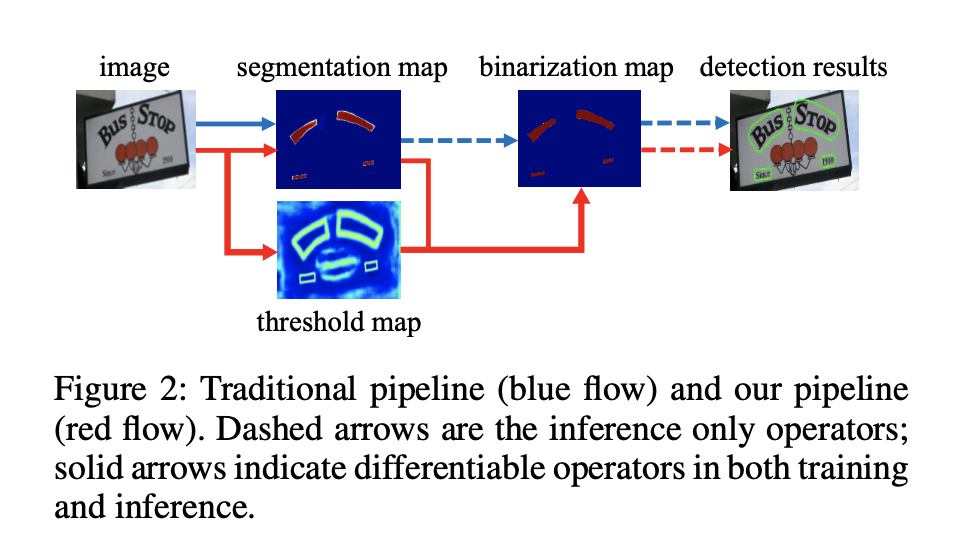 image
segmentation map
binarization map
detection results
BUS STOP
Since 1900
BUS STOP
Since 1900
threshold map
Figure 2: Traditional pipeline (blue flow) and our pipeline
(red flow). Dashed arrows are the inference only operators;
solid arrows indicate differentiable operators in both training
and inference.